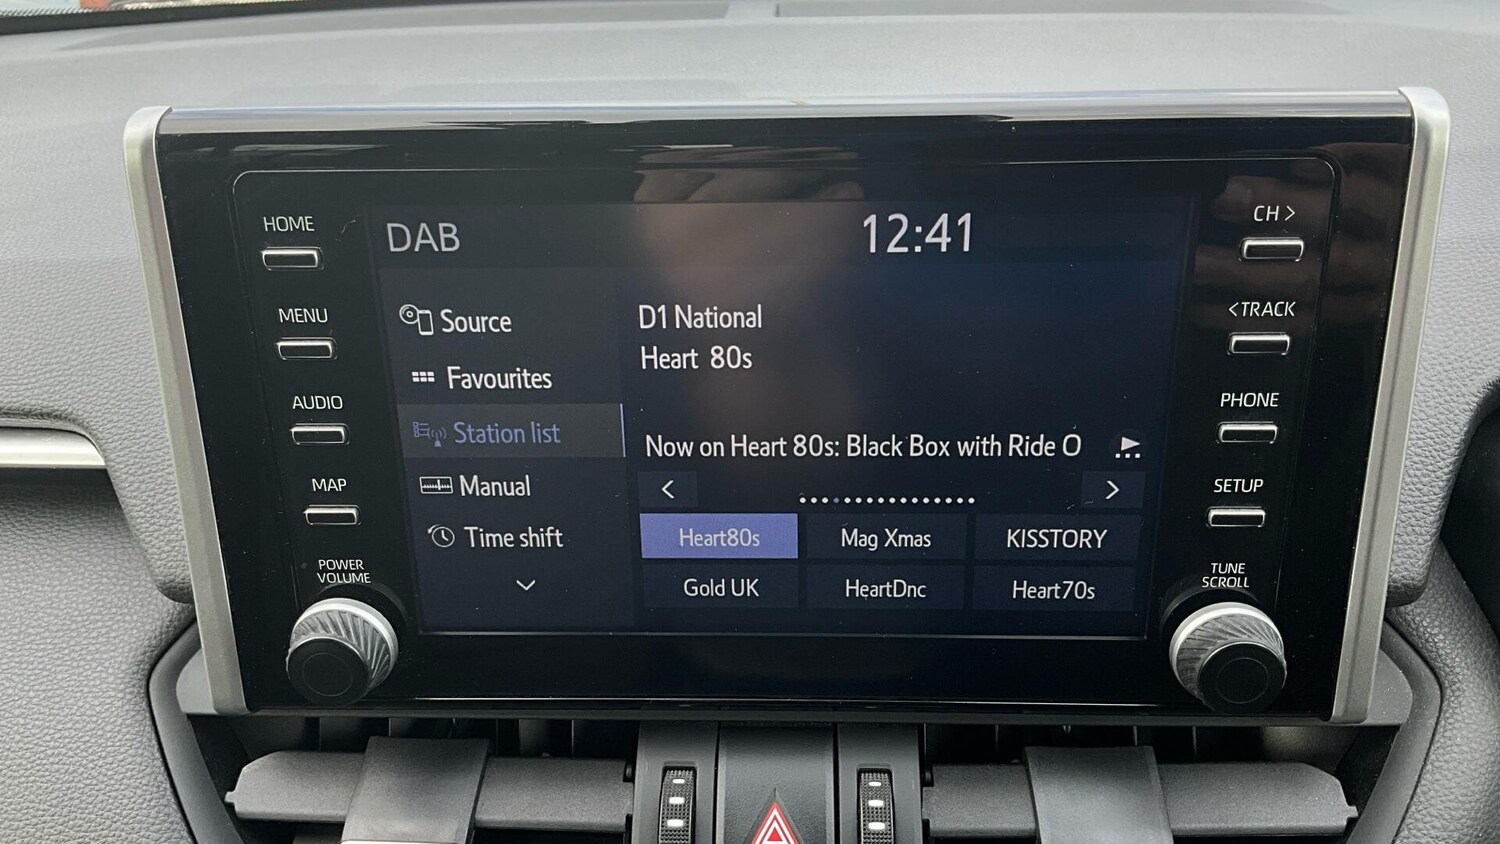 HOME
MENU
AUDIO
MAP
POWER
VOLUME
DAB
12:41
Source
Favourites
Station list
Manual
Time shift
D1 National
Heart 80s
Now on Heart 80s: Black Box with Ride O
Heart80s
Mag Xmas
KISSTORY
Gold UK
HeartDnc
Heart70s
CH >
< TRACK
PHONE
SETUP
TUNE
SCROLL